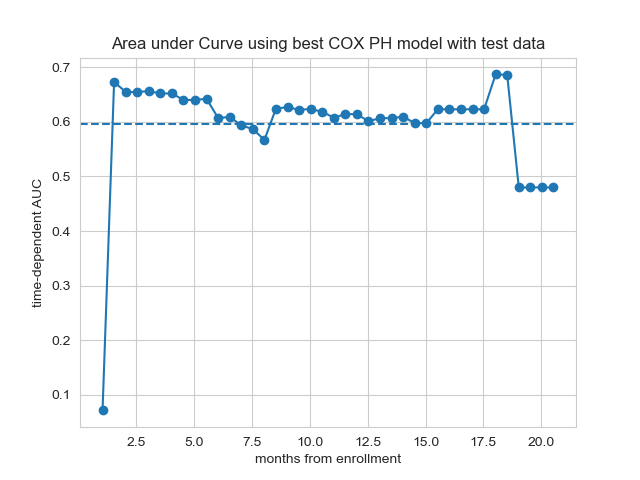 Area under Curve using best COX PH model with test data
time-dependent AUC
0.7
0.6
0.5
0.4
0.3
0.2
0.1
2.5 5.0 7.5 10.0 12.5 15.0 17.5 20.0
months from enrollment